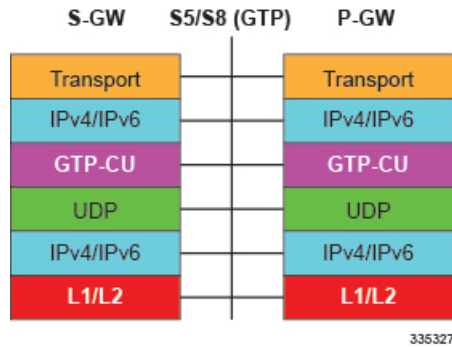 S-GW S5/S8 (GTP) P-GW
Transport Transport
IPv4/IPv6 IPv4/IPv6
GTP-CU GTP-CU
UDP UDP
IPv4/IPv6 IPv4/IPv6
L1/L2 L1/L2
335327